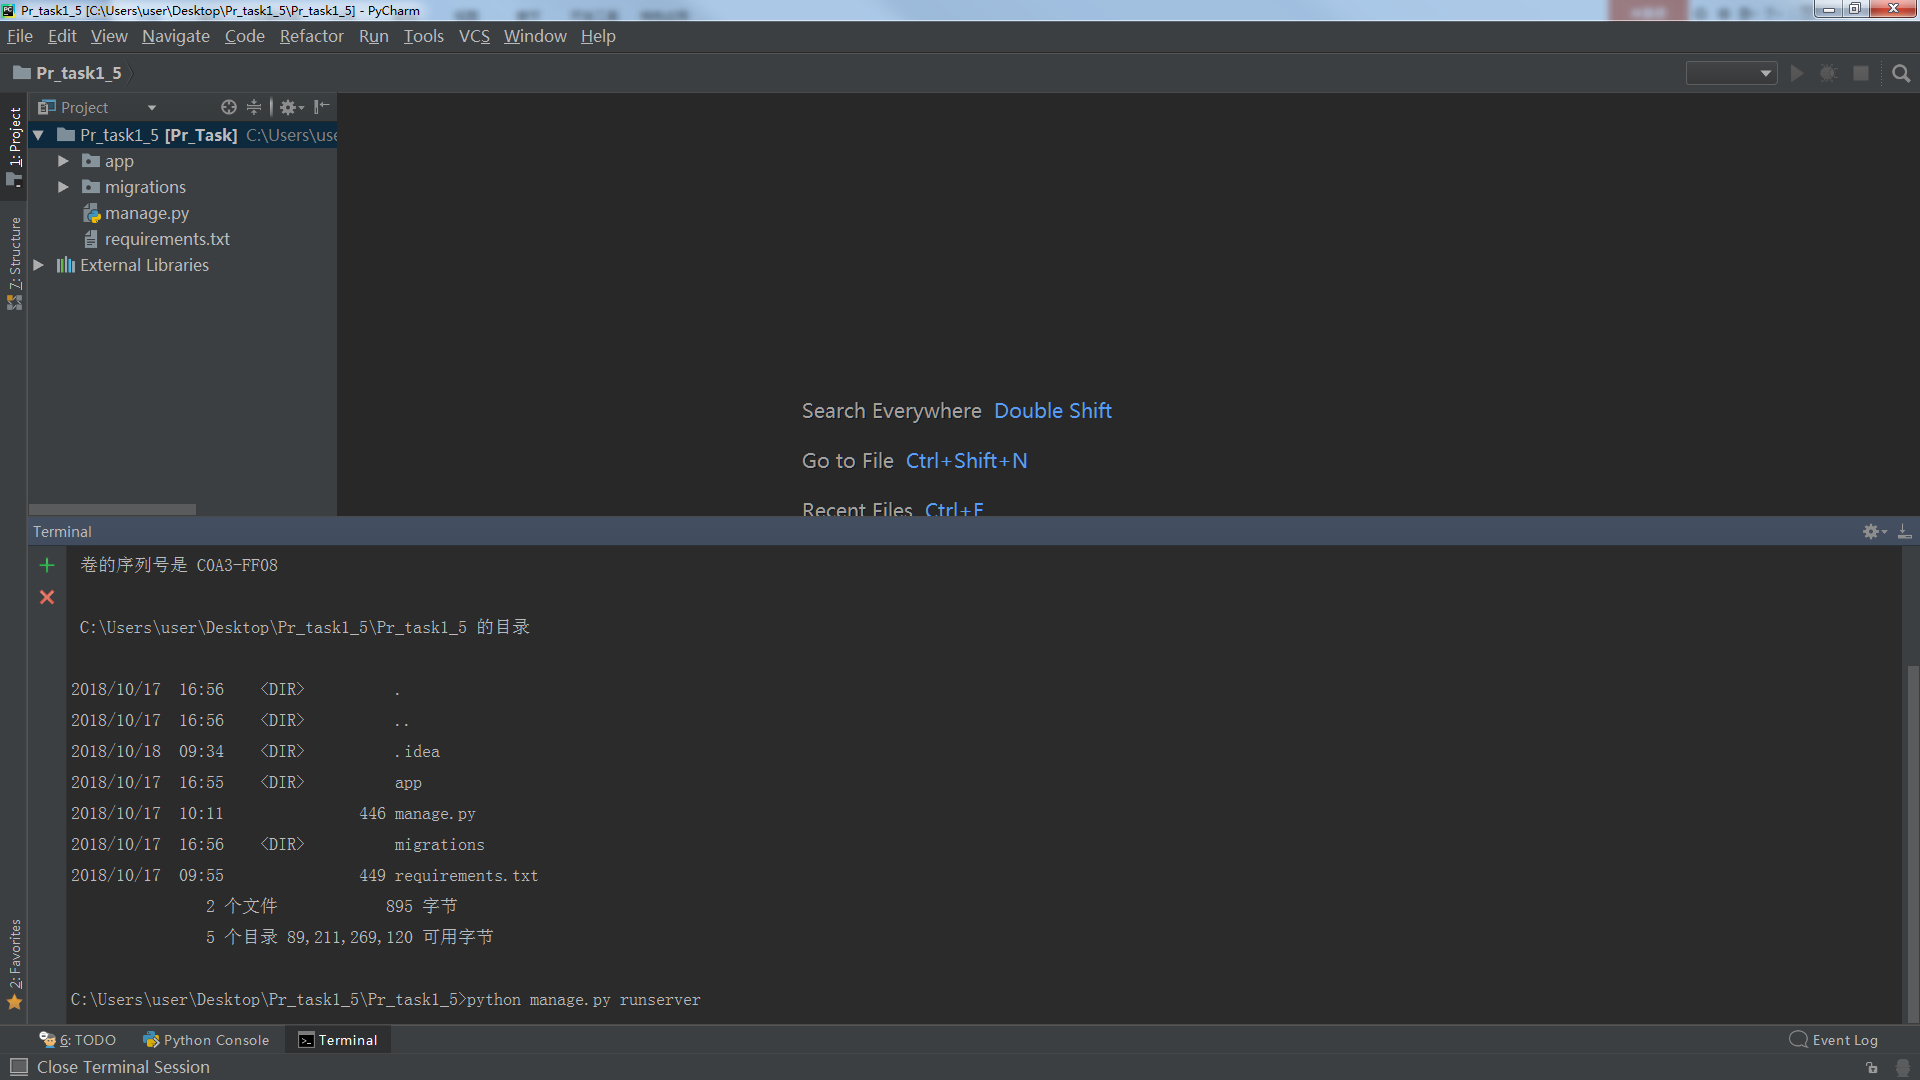 Pr_task1_5 [C:\Users\user\Desktop\Pr_task1_5\Pr_task1_5] - PyCharm
File Edit View Navigate Code Refactor Run Tools VCS Window Help
Pr_task1_5
Project
1: Project
7: Structure
2: Favorites
Pr_task1_5 [Pr_Task] C:\Users\use
app
migrations
manage.py
requirements.txt
External Libraries
Search Everywhere Double Shift
Go to File Ctrl+Shift+N
Recent Files Ctrl+E
Terminal
卷的序列号是 C0A3-FF08
C:\Users\user\Desktop\Pr_task1_5\Pr_task1_5 的目录
2018/10/17 16:56 <DIR> .
2018/10/17 16:56 <DIR> ..
2018/10/18 09:34 <DIR> .idea
2018/10/17 16:55 <DIR> app
2018/10/17 10:11 446 manage.py
2018/10/17 16:56 <DIR> migrations
2018/10/17 09:55 449 requirements.txt
2 个文件 895 字节
5 个目录 89,211,269,120 可用字节
C:\Users\user\Desktop\Pr_task1_5\Pr_task1_5>python manage.py runserver
6: TODO Python Console Terminal Event Log
Close Terminal Session